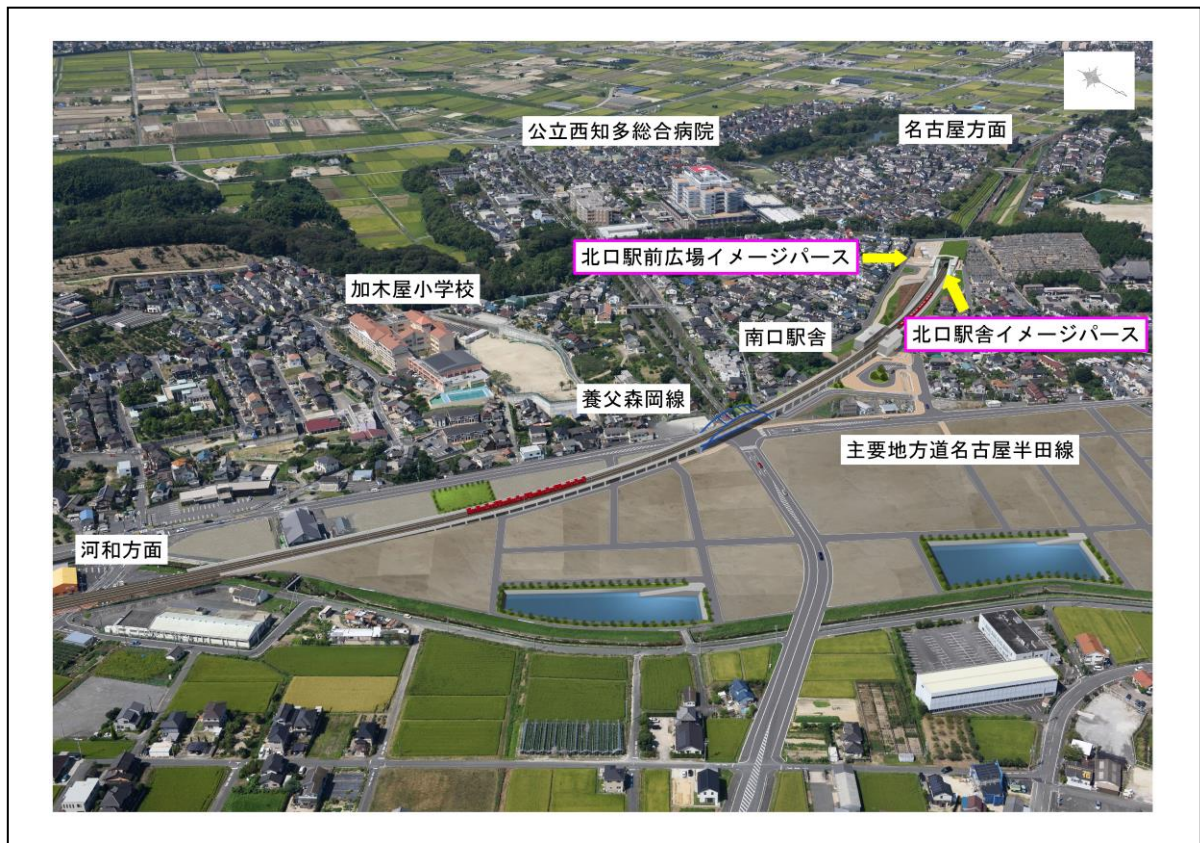 公立西知多総合病院
名古屋方面
北口駅前広場イメージパース
加木屋小学校
南口駅舎
北口駅舎イメージパース
養父森岡線
主要地方道名古屋半田線
河和方面